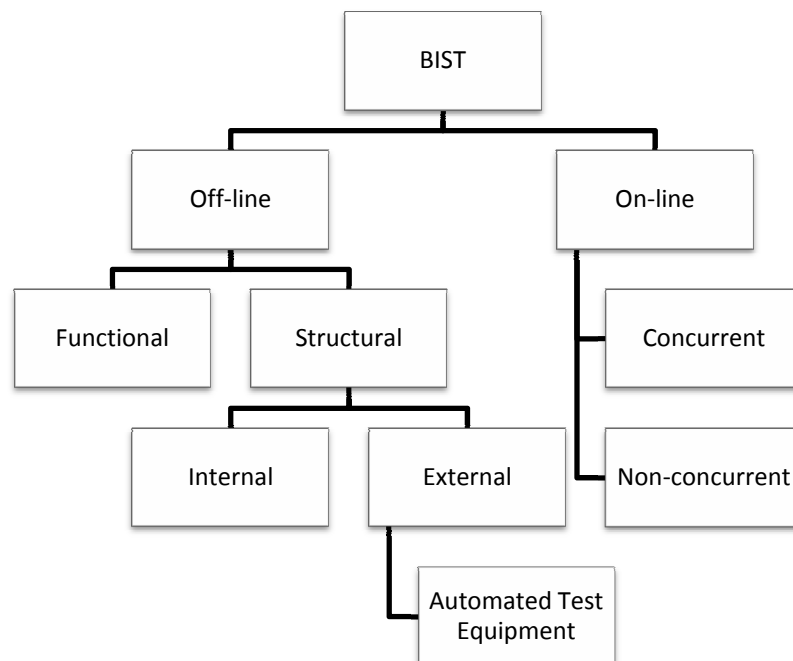 BIST
Off-line
On-line
Functional
Structural
Concurrent
Internal
External
Non-concurrent
Automated Test
Equipment